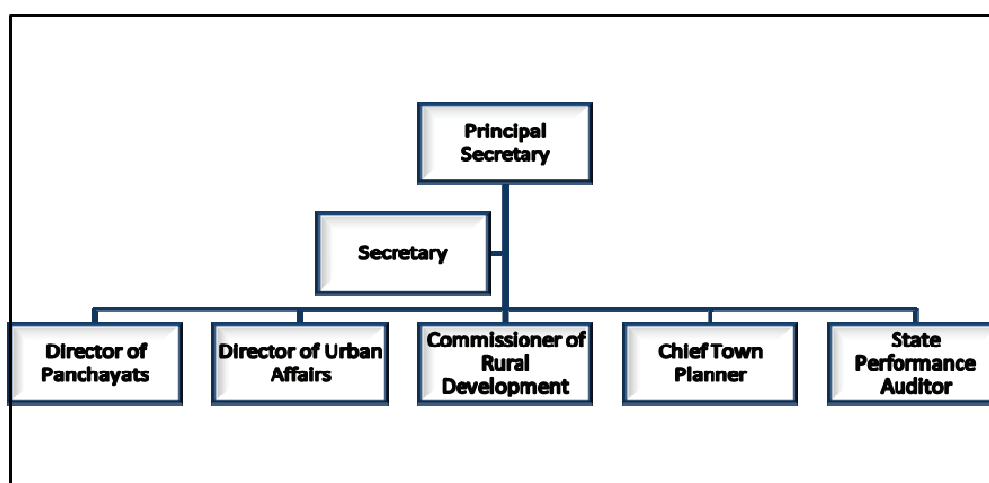 Principal
Secretary
Secretary
Director of
Panchayats
Director of Urban
Affairs
Commissioner of
Rural
Development
Chief Town
Planner
State
Performance
Auditor